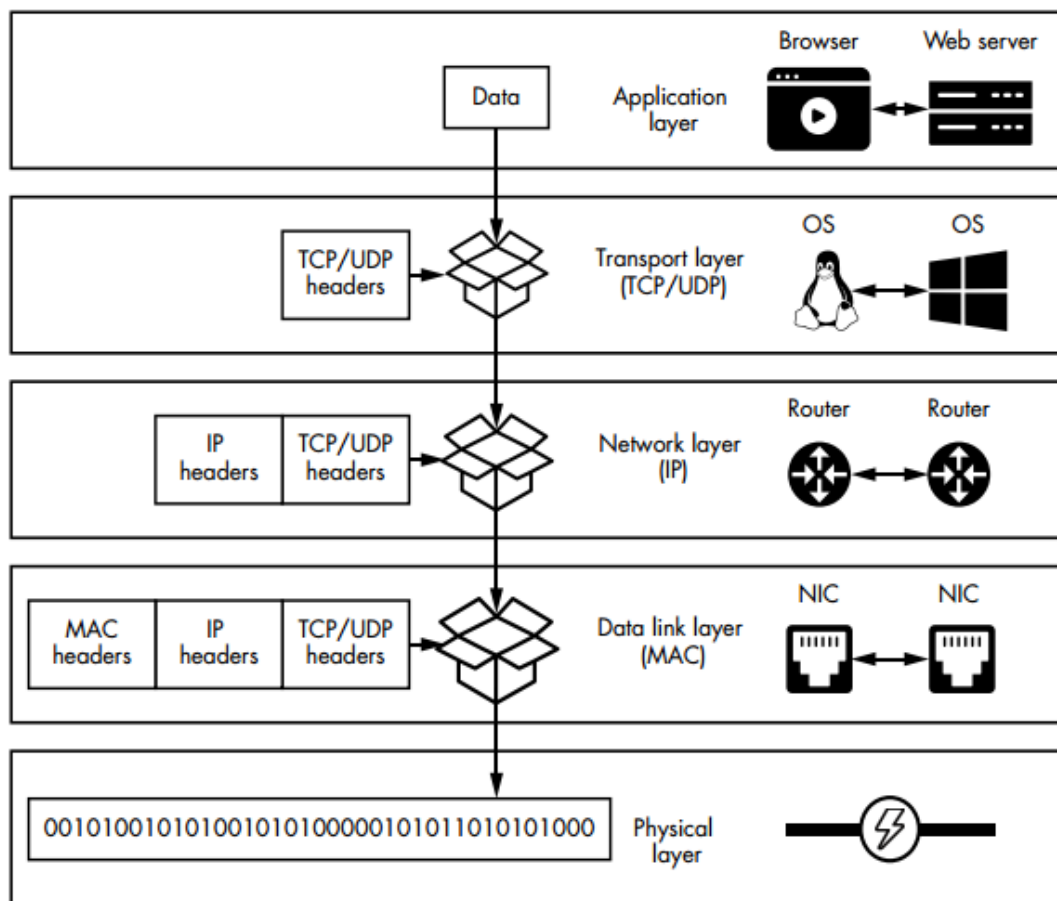 Browser
Web server
Data
Application
layer
OS
OS
TCP/UDP
headers
Transport layer
(TCP/UDP)
Router
Router
IP
headers
TCP/UDP
headers
Network layer
(IP)
NIC
NIC
MAC
headers
IP
headers
TCP/UDP
headers
Data link layer
(MAC)
001010010101001010100000101011010101000
Physical
layer